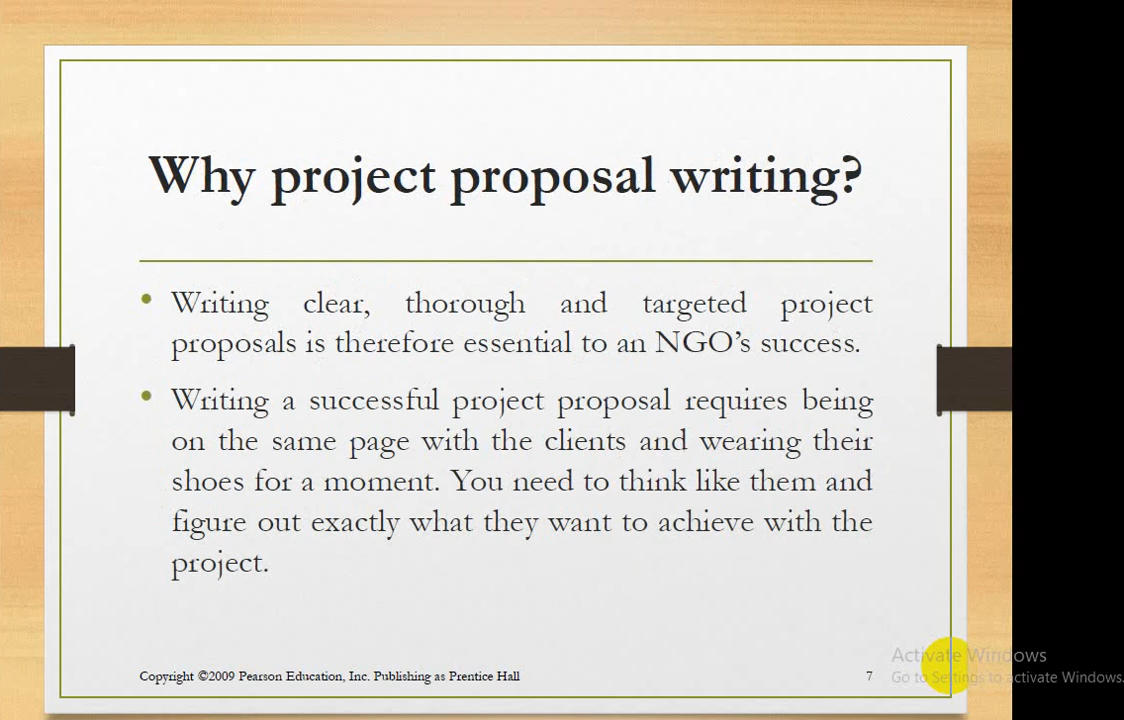 Why project proposal writing?
• Writing clear, thorough and targeted project
proposals is therefore essential to an NGO’s success.
• Writing a successful project proposal requires being
on the same page with the clients and wearing their
shoes for a moment. You need to think like them and
figure out exactly what they want to achieve with the
project.
Activate Windows
Go to Settings to activate Windows.
Copyright ©2009 Pearson Education, Inc. Publishing as Prentice Hall
7